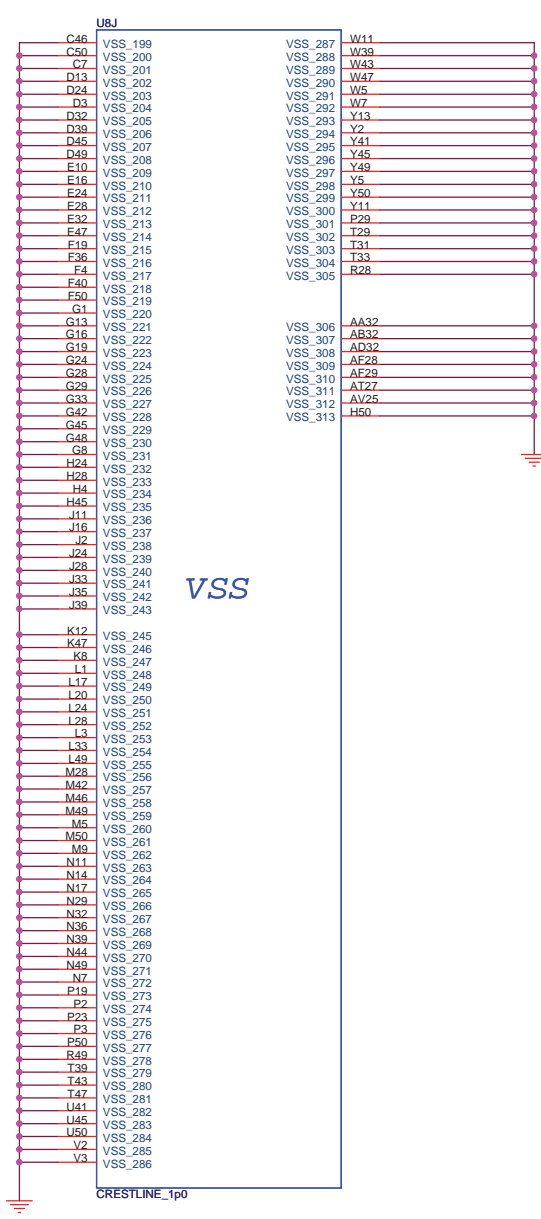 U8J
C46 VSS_199 VSS_287 W11
C50 VSS_200 VSS_288 W39
C7 VSS_201 VSS_289 W43
D13 VSS_202 VSS_290 W47
D24 VSS_203 VSS_291 W5
D3 VSS_204 VSS_292 W7
D32 VSS_205 VSS_293 Y13
D39 VSS_206 VSS_294 Y2
D45 VSS_207 VSS_295 Y41
D49 VSS_208 VSS_296 Y45
E10 VSS_209 VSS_297 Y49
E16 VSS_210 VSS_298 Y5
E24 VSS_211 VSS_299 Y50
E28 VSS_212 VSS_300 Y11
E32 VSS_213 VSS_301 P29
E47 VSS_214 VSS_302 T29
F19 VSS_215 VSS_303 T31
F36 VSS_216 VSS_304 T33
F4 VSS_217 VSS_305 R28
F40 VSS_218
F50 VSS_219
G1 VSS_220
G13 VSS_221 VSS_306 AA32
G16 VSS_222 VSS_307 AB32
G19 VSS_223 VSS_308 AD32
G24 VSS_224 VSS_309 AF28
G28 VSS_225 VSS_310 AF29
G29 VSS_226 VSS_311 AT27
G33 VSS_227 VSS_312 AV25
G42 VSS_228 VSS_313 H50
G45 VSS_229
G48 VSS_230
G8 VSS_231
H24 VSS_232
H28 VSS_233
H4 VSS_234
H45 VSS_235
J11 VSS_236
J16 VSS_237
J2 VSS_238
J24 VSS_239
J28 VSS_240
J33 VSS_241
J35 VSS_242
J39 VSS_243
VSS
K12 VSS_245
K47 VSS_246
K8 VSS_247
L1 VSS_248
L17 VSS_249
L20 VSS_250
L24 VSS_251
L28 VSS_252
L3 VSS_253
L33 VSS_254
L49 VSS_255
M28 VSS_256
M42 VSS_257
M46 VSS_258
M49 VSS_259
M5 VSS_260
M50 VSS_261
M9 VSS_262
N11 VSS_263
N14 VSS_264
N17 VSS_265
N29 VSS_266
N32 VSS_267
N36 VSS_268
N39 VSS_269
N44 VSS_270
N49 VSS_271
N7 VSS_272
P19 VSS_273
P2 VSS_274
P23 VSS_275
P3 VSS_276
P50 VSS_277
R49 VSS_278
T39 VSS_279
T43 VSS_280
T47 VSS_281
U41 VSS_282
U45 VSS_283
U50 VSS_284
V2 VSS_285
V3 VSS_286
CRESTLINE_1p0